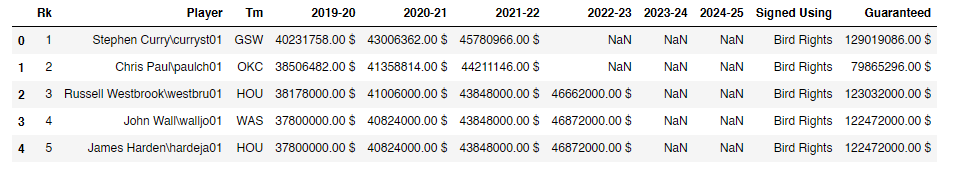 Rk Player Tm 2019-20 2020-21 2021-22 2022-23 2023-24 2024-25 Signed Using Guaranteed
0 1 Stephen Curry\curryst01 GSW 40231758.00 $ 43006362.00 $ 45780966.00 $ NaN NaN NaN Bird Rights 129019086.00 $
1 2 Chris Paul\paulch01 OKC 38506482.00 $ 41358814.00 $ 44211146.00 $ NaN NaN NaN Bird Rights 79865296.00 $
2 3 Russell Westbrook\westbru01 HOU 38178000.00 $ 41006000.00 $ 43848000.00 $ 46662000.00 $ NaN NaN Bird Rights 123032000.00 $
3 4 John Wall\walljo01 WAS 37800000.00 $ 40824000.00 $ 43848000.00 $ 46872000.00 $ NaN NaN Bird Rights 122472000.00 $
4 5 James Harden\hardeja01 HOU 37800000.00 $ 40824000.00 $ 43848000.00 $ 46872000.00 $ NaN NaN Bird Rights 122472000.00 $